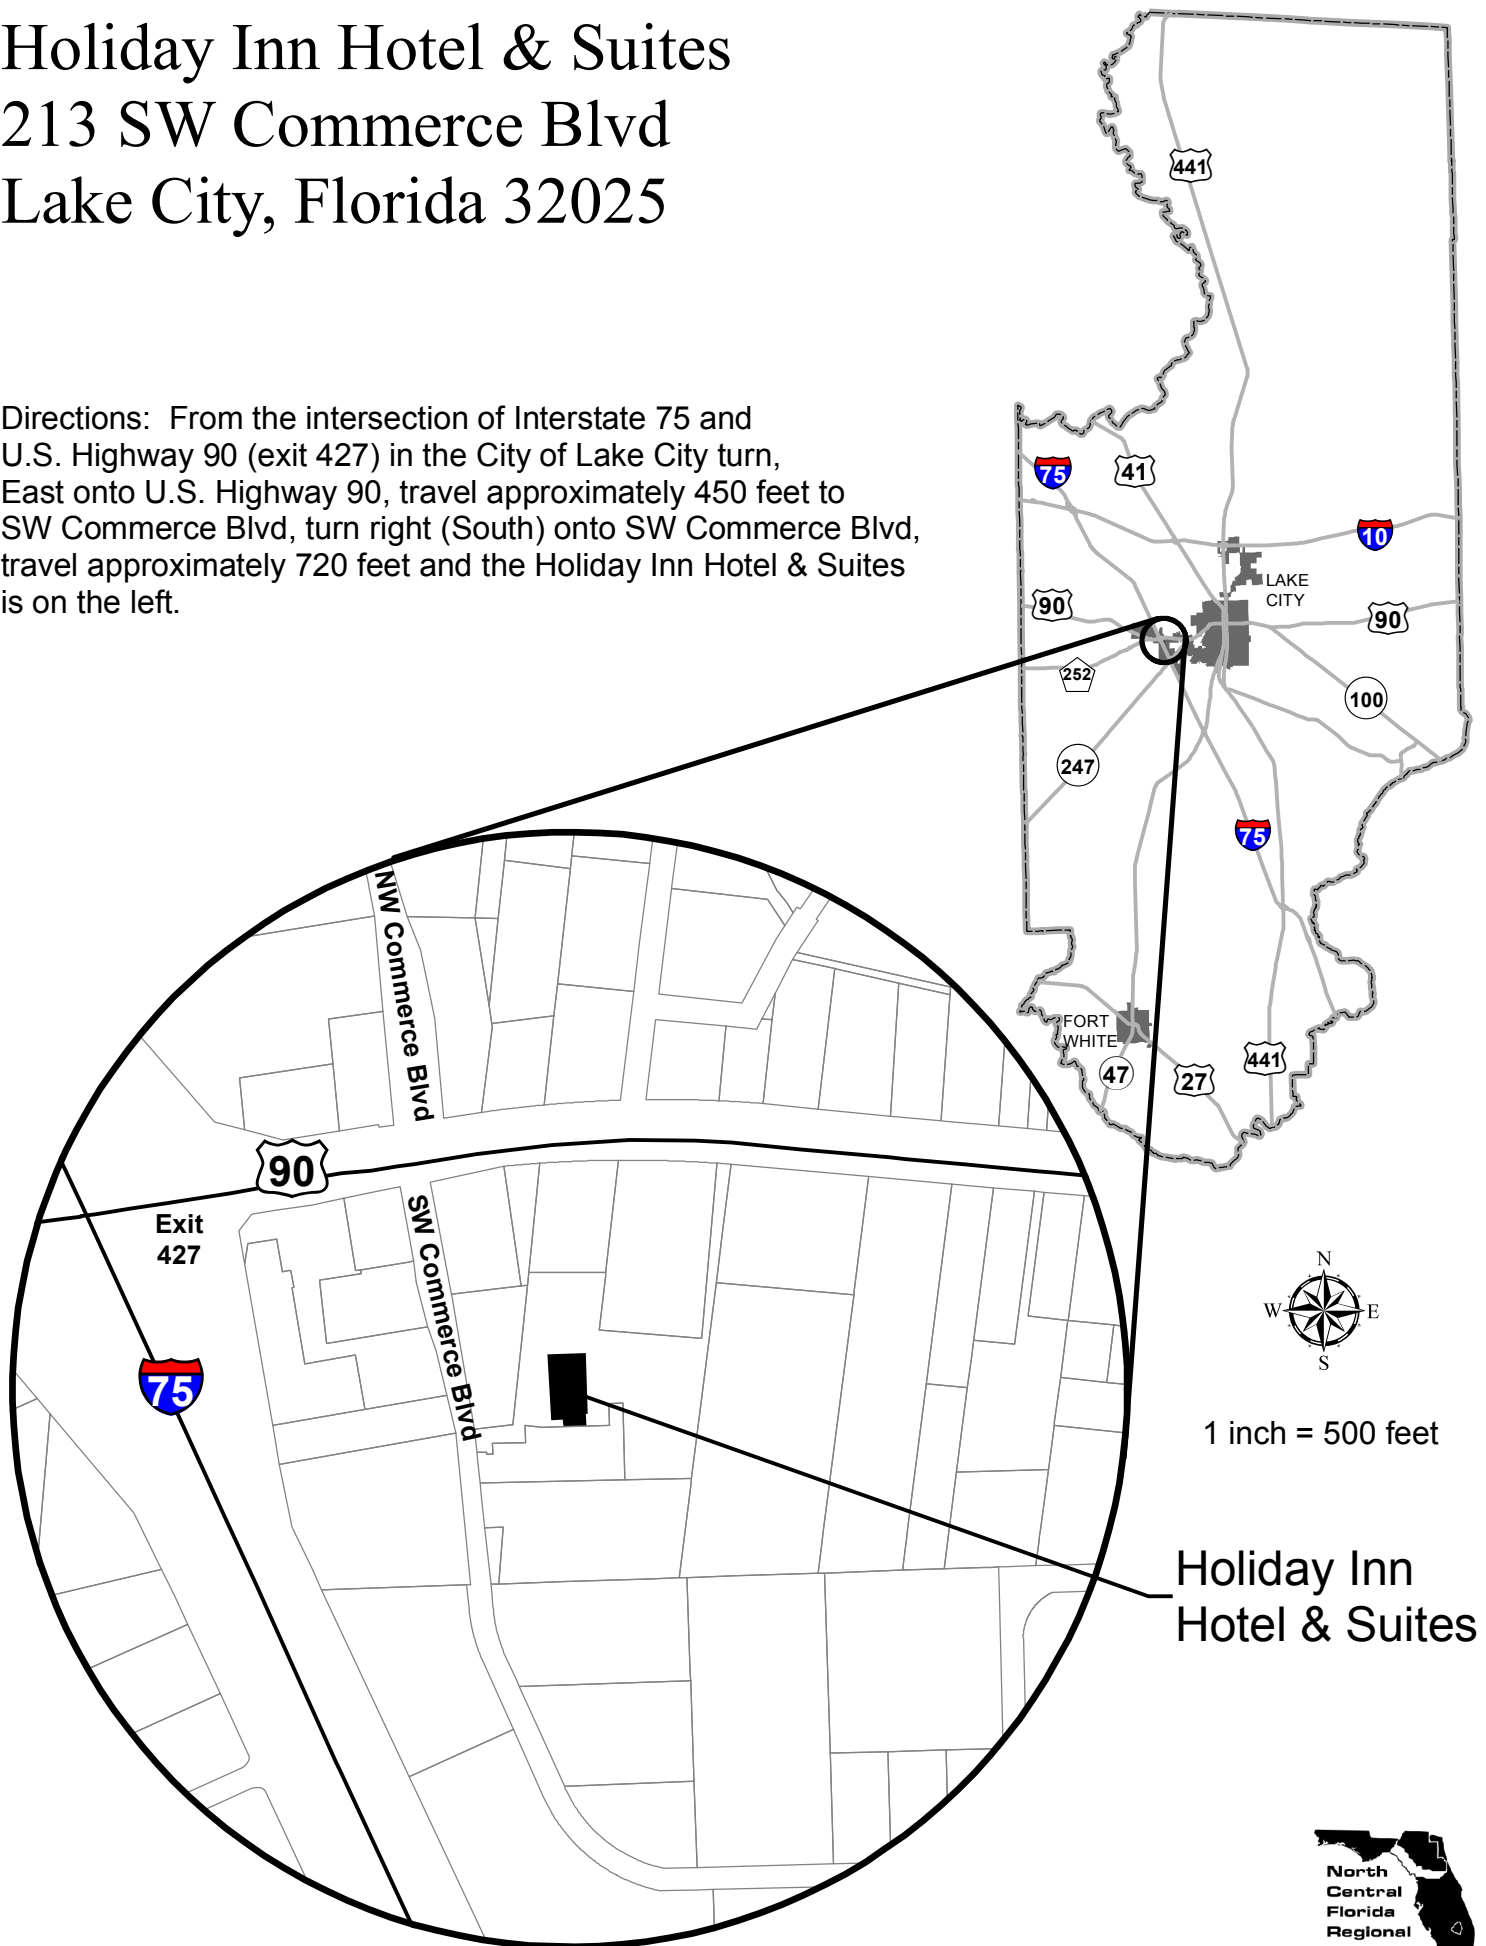 Holiday Inn Hotel & Suites
213 SW Commerce Blvd
Lake City, Florida 32025
Directions:  From the intersection of Interstate 75 and
U.S. Highway 90 (exit 427) in the City of Lake City turn,
East onto U.S. Highway 90, travel approximately 450 feet to
SW Commerce Blvd, turn right (South) onto SW Commerce Blvd,
travel approximately 720 feet and the Holiday Inn Hotel & Suites
is on the left.
441
75
41
10
LAKE
CITY
90
90
252
100
247
75
FORT
WHITE
47
27
441
NW Commerce Blvd
90
Exit
427
SW Commerce Blvd
75
N
W
E
S
1 inch = 500 feet
Holiday Inn
Hotel & Suites
North
Central
Florida
Regional